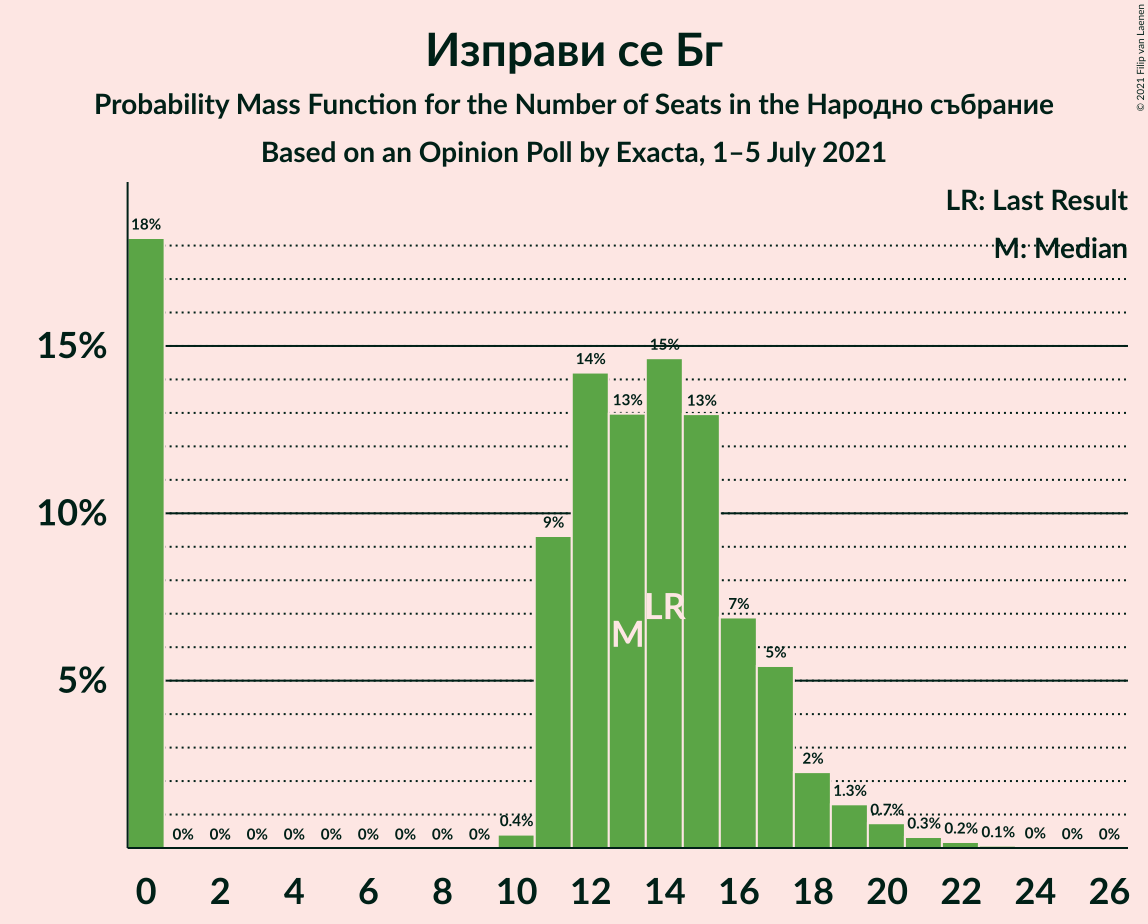 Изправи се Бг
Probability Mass Function for the Number of Seats in the Народно събрание
Based on an Opinion Poll by Exacta, 1–5 July 2021
© 2021 Filip van Laenen
LR: Last Result
M: Median
18%
15%
15%
14%
13%
13%
10%
9%
LR
M
7%
5%
5%
2%
1.3%
0.7%
0% 0% 0% 0% 0% 0% 0% 0% 0% 0.4% 0.3% 0.2% 0.1% 0% 0% 0%
0 2 4 6 8 10 12 14 16 18 20 22 24 26